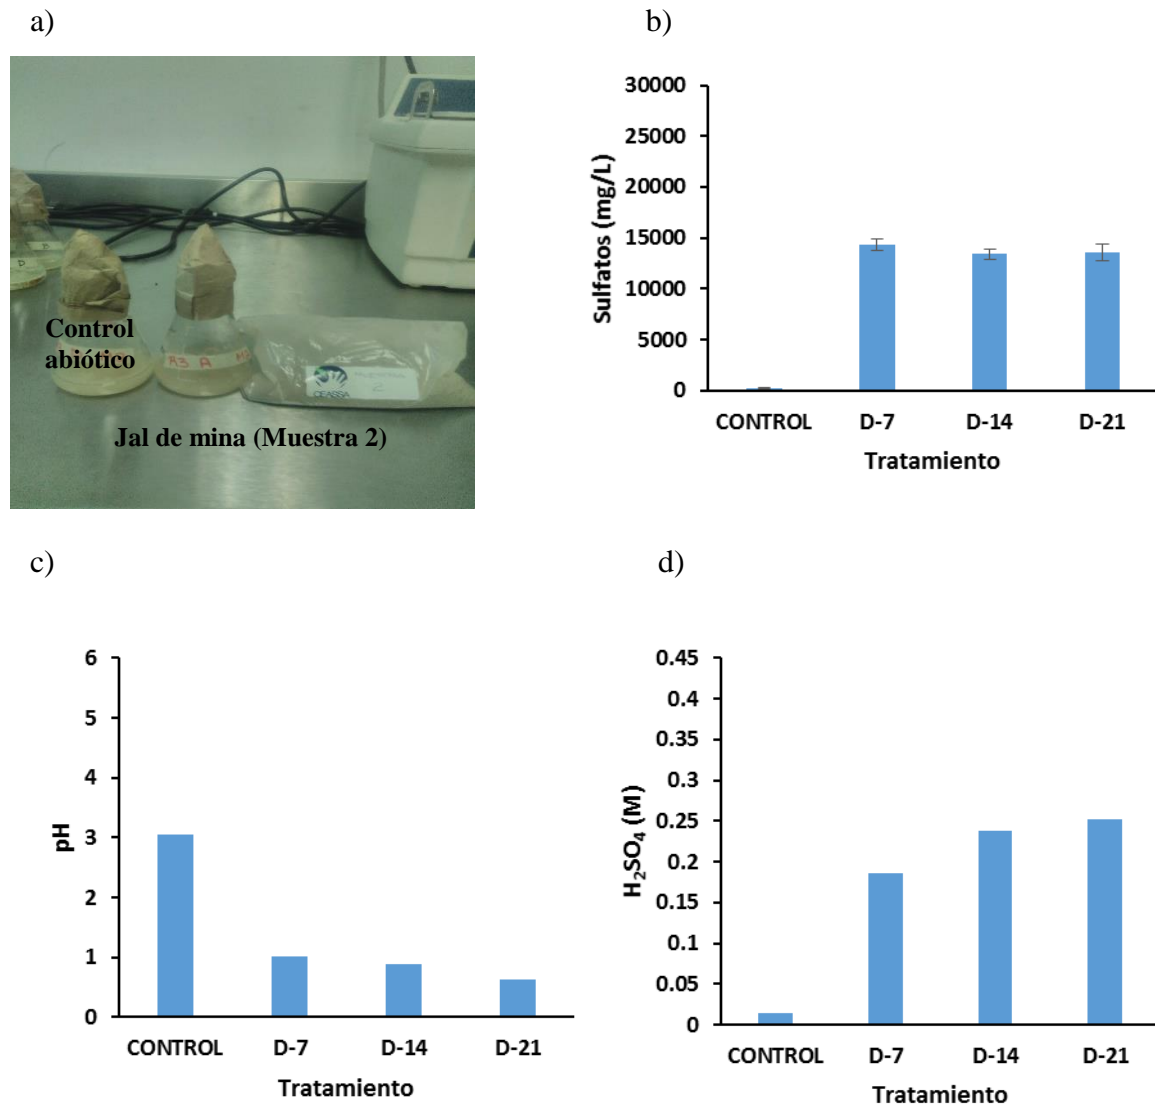 a)
b)
Control
abiótico
A3 A
2
Jal de mina (Muestra 2)
30000
25000
20000
15000
10000
5000
0
Sulfatos (mg/L)
CONTROL D-7 D-14 D-21
Tratamiento
c)
d)
6
5
4
3
2
1
0
pH
CONTROL D-7 D-14 D-21
Tratamiento
0.45
0.4
0.35
0.3
0.25
0.2
0.15
0.1
0.05
0
H₂SO₄ (M)
CONTROL D-7 D-14 D-21
Tratamiento